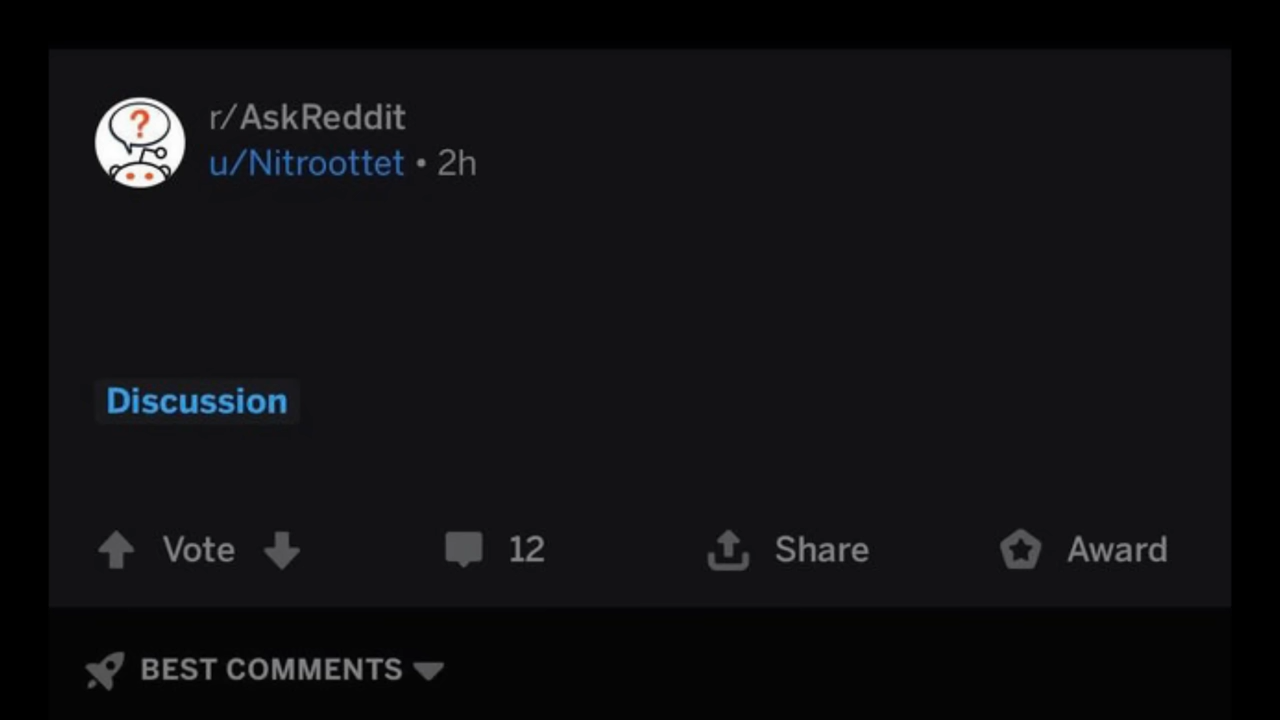 r/AskReddit
u/Nitroottet • 2h
Discussion
Vote 12 Share Award
BEST COMMENTS